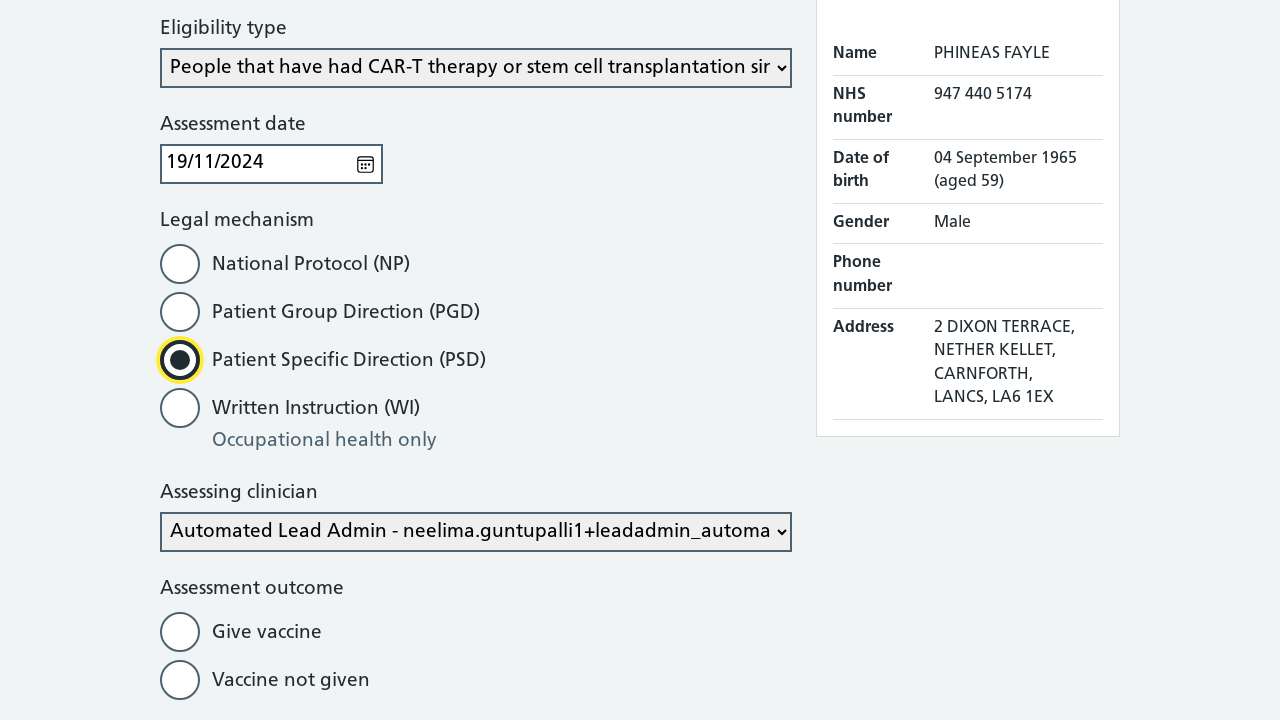 Eligibility type
People that have had CAR-T therapy or stem cell transplantation sir
Assessment date
19/11/2024
Legal mechanism
National Protocol (NP)
Patient Group Direction (PGD)
Patient Specific Direction (PSD)
Written Instruction (WI)
Occupational health only
Assessing clinician
Automated Lead Admin - neelima.guntupalli1+leadadmin_automa
Assessment outcome
Give vaccine
Vaccine not given
Name PHINEAS FAYLE
NHS number 947 440 5174
Date of birth 04 September 1965 (aged 59)
Gender Male
Phone number
Address 2 DIXON TERRACE,
NETHER KELLET,
CARNFORTH,
LANCS, LA6 1EX